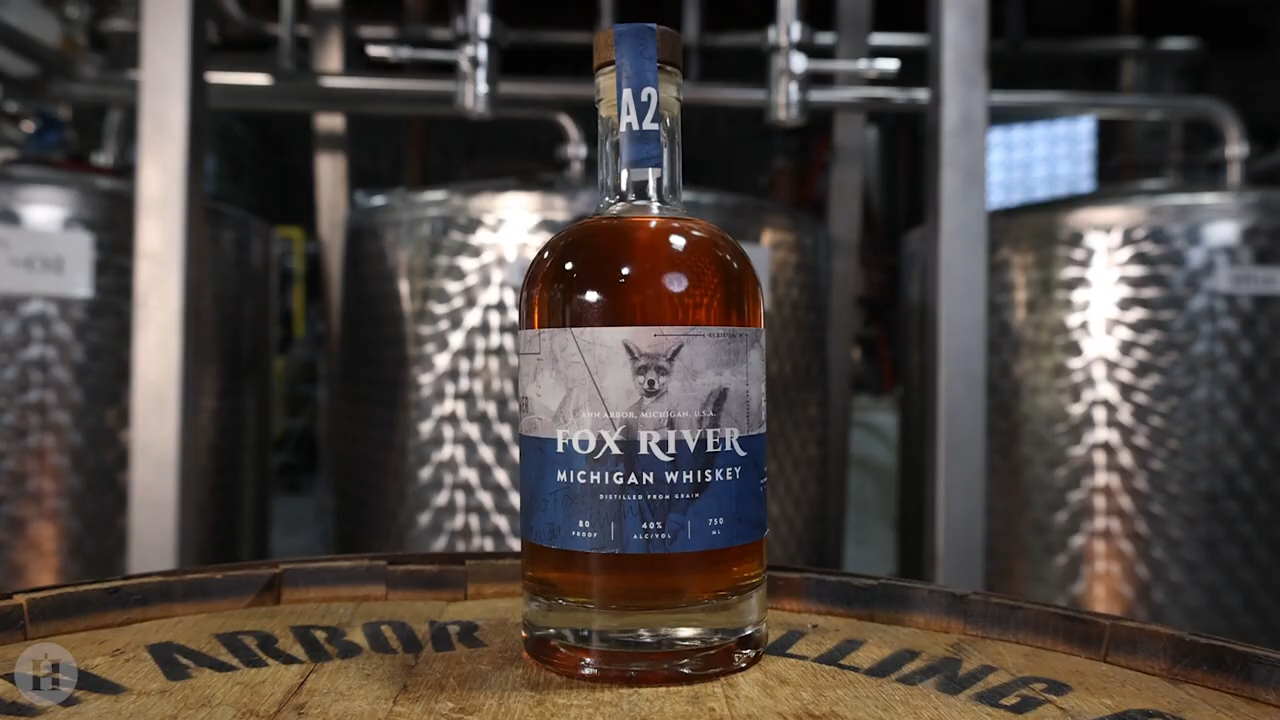 A2
ANN ARBOR, MICHIGAN, U.S.A.
FOX RIVER
MICHIGAN WHISKEY
DISTILLED FROM GRAIN
80 PROOF | 40% ALC/VOL | 750 ML
ARBOR
H